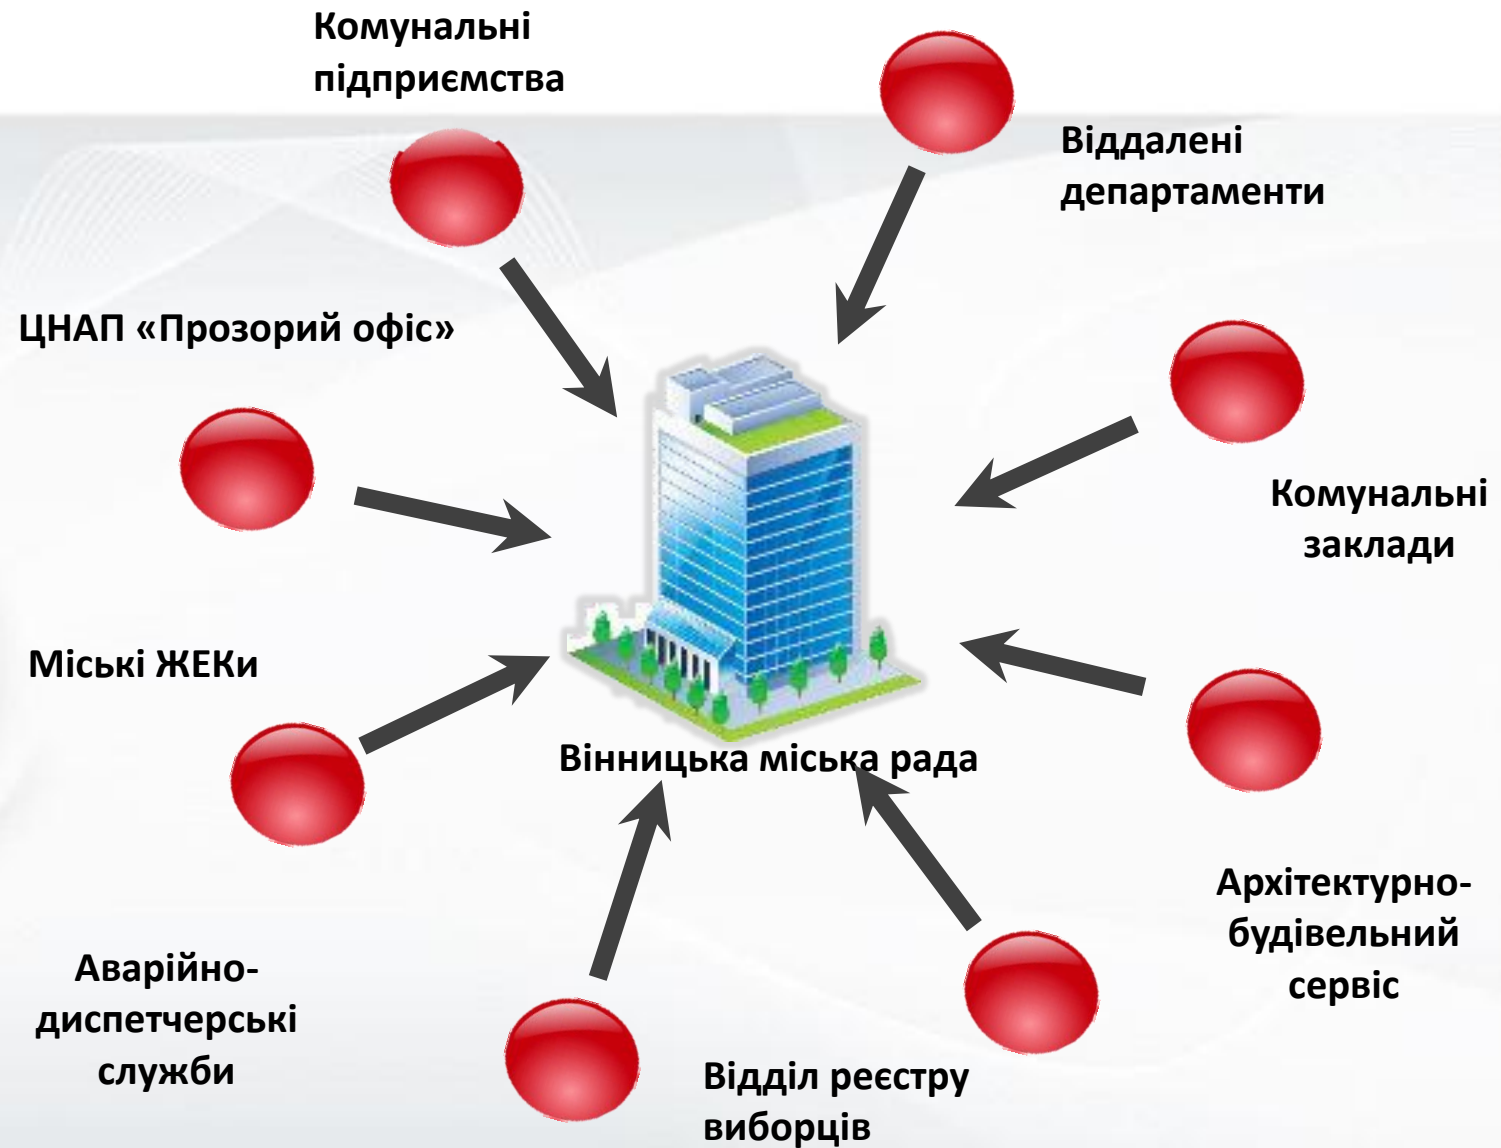 Комунальні
підприємства
Віддалені
департаменти
ЦНАП «Прозорий офіс»
Комунальні
заклади
Міські ЖЕКи
Вінницька міська рада
Архітектурно-
будівельний
сервіс
Аварійно-
диспетчерські
служби
Відділ реєстру
виборців